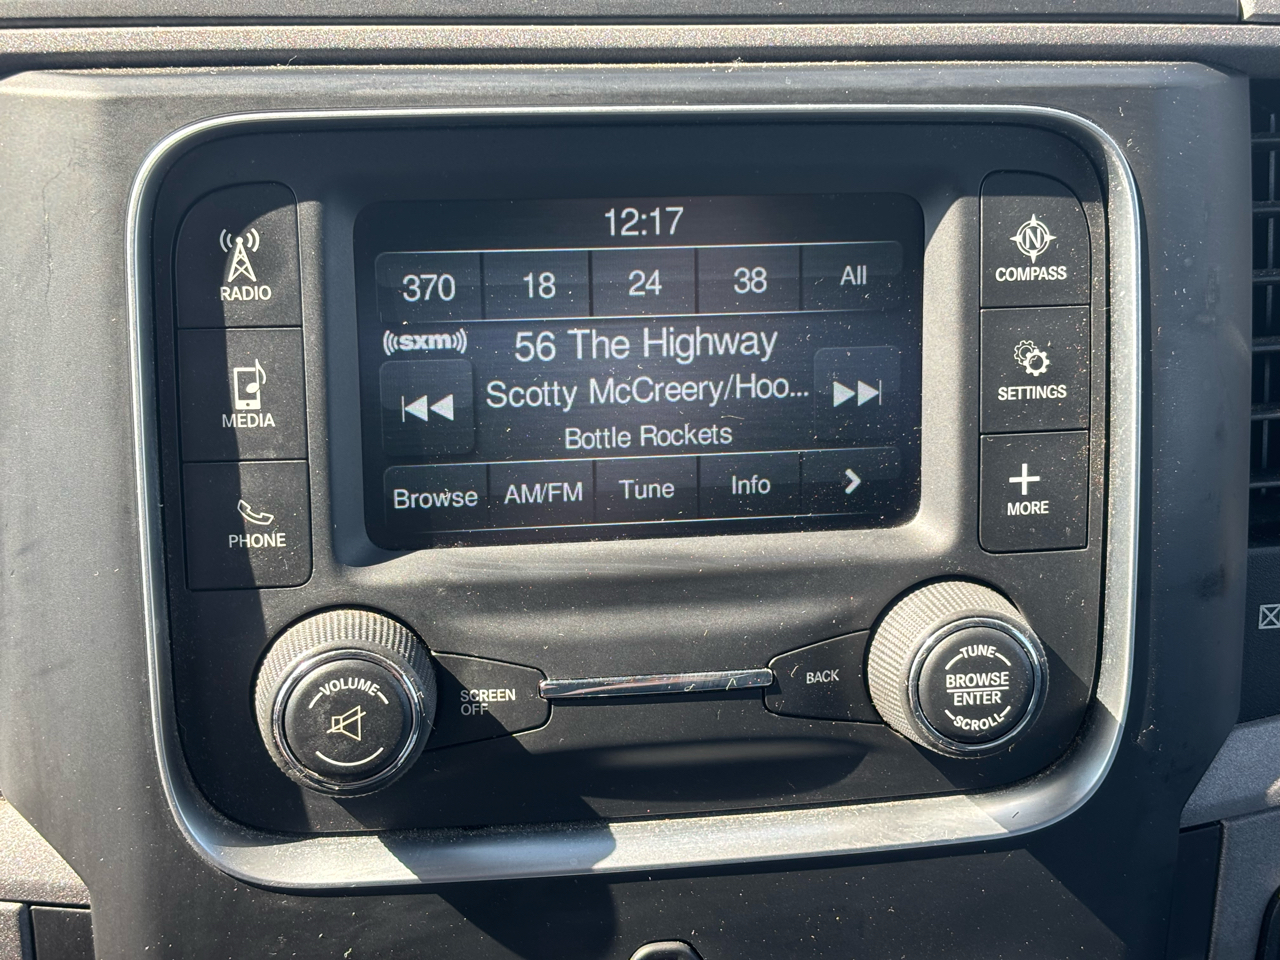 12:17
370 18 24 38 All
sxm 56 The Highway
Scotty McCreery/Hoo...
Bottle Rockets
Browse AM/FM Tune Info
RADIO
MEDIA
PHONE
N
COMPASS
SETTINGS
MORE
VOLUME
SCREEN
OFF
BACK
TUNE
BROWSE
ENTER
SCROLL